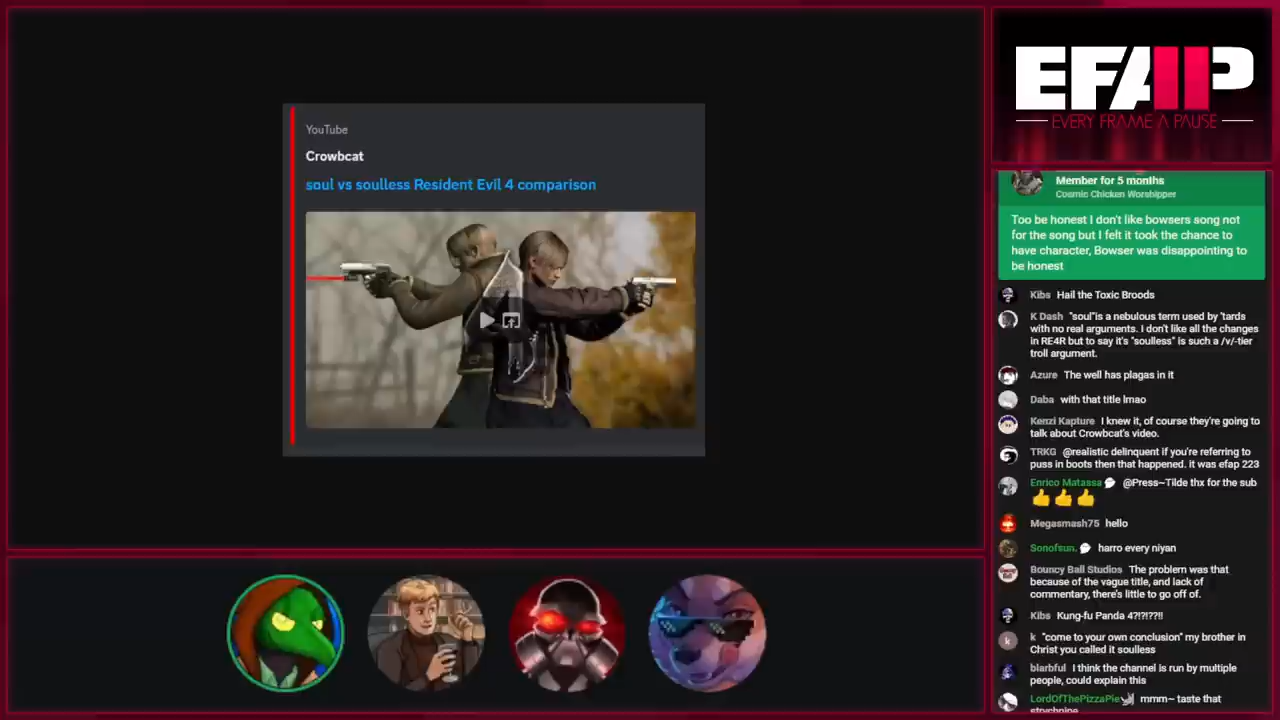 YouTube
Crowbcat
soul vs soulless Resident Evil 4 comparison
EFAP
EVERY FRAME A PAUSE
Member for 5 months
Cosmic Chicken Worshipper
Too be honest I don't like bowsers song not
for the song but I felt it took the chance to
have character, Bowser was disappointing to
be honest
Kibs Hail the Toxic Broods
K Dash "soul"is a nebulous term used by 'tards
with no real arguments. I don't like all the changes
in RE4R but to say it's "soulless" is such a /v/-tier
troll argument.
Azure The well has plagas in it
Daba with that title lmao
Kenzi Kapture I knew it, of course they're going to
talk about Crowbcat's video.
TRKG @realistic delinquent if you're referring to
puss in boots then that happened. it was efap 223
Enrico Matassa @Press~Tilde thx for the sub
Megasmash75 hello
Sonofsun. harro every niyan
Bouncy Ball Studios The problem was that
because of the vague title, and lack of
commentary, there's little to go off of.
Kibs Kung-fu Panda 4?!?!??!!
k "come to your own conclusion" my brother in
Christ you called it soulless
blarbful I think the channel is run by multiple
people, could explain this
LordOfThePizzaPie mmm~ taste that
strychnine